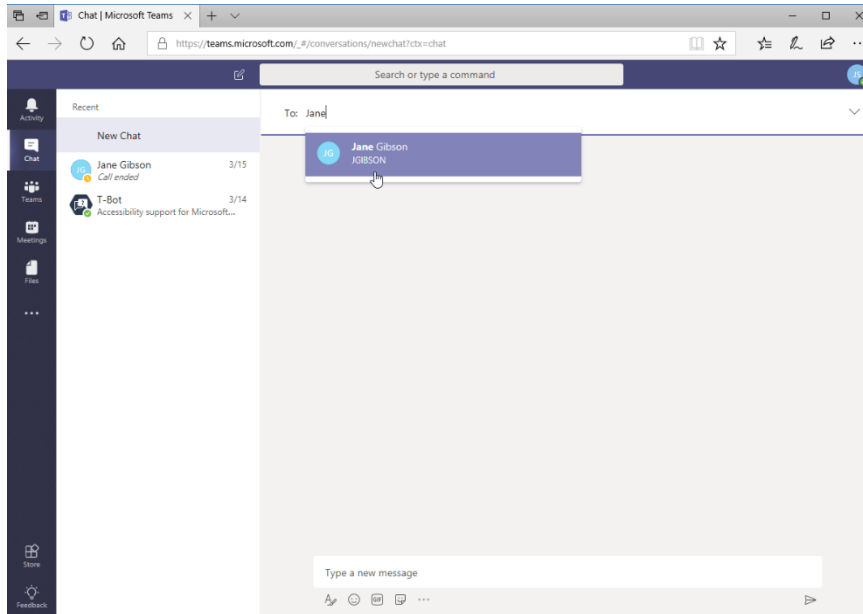 Chat | Microsoft Teams
https://teams.microsoft.com/_#/conversations/newchat?ctx=chat
Search or type a command
JS
Activity
Chat
Teams
Meetings
Files
Store
Feedback
Recent
New Chat
JG
Jane Gibson 3/15
Call ended
T-Bot 3/14
Accessibility support for Microsoft...
To: Jane
JG
Jane Gibson
JGIBSON
Type a new message
GIF